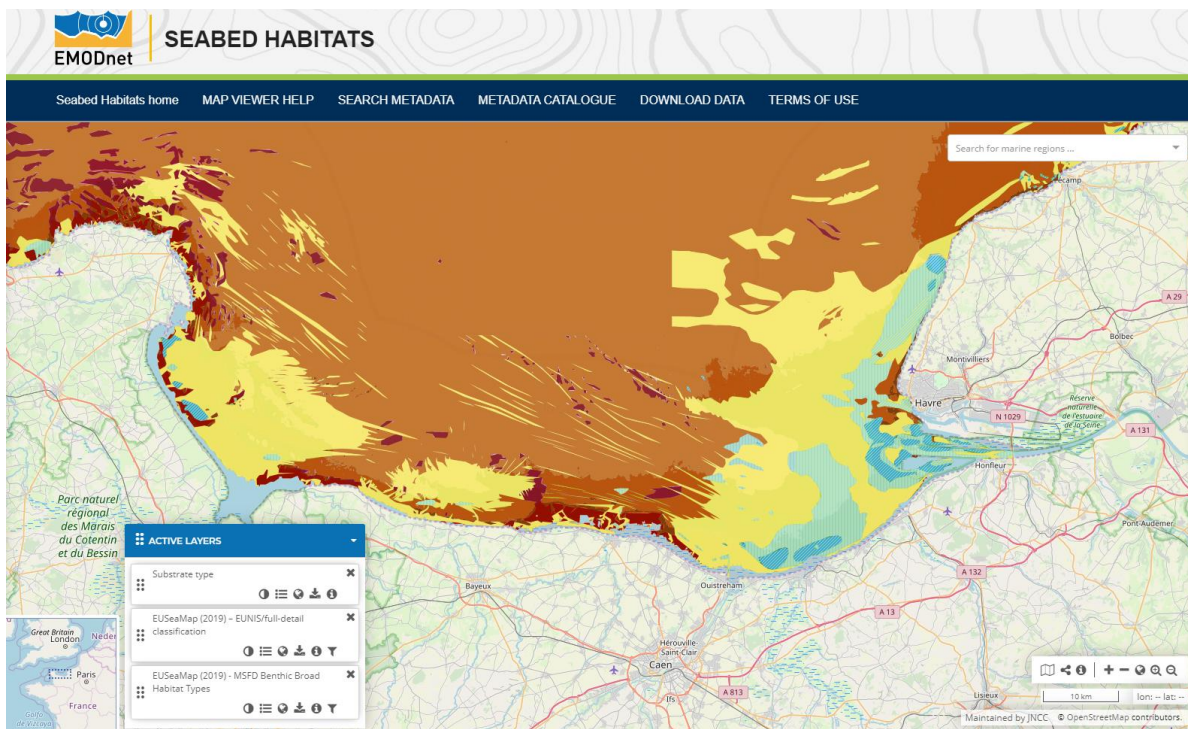 EMODnet
SEABED HABITATS
Seabed Habitats home
MAP VIEWER HELP
SEARCH METADATA
METADATA CATALOGUE
DOWNLOAD DATA
TERMS OF USE
Search for marine regions ...
A 29
Bolbec
Montivilliers
Havre
N 1029
Réserve
naturelle
de l'estuaire
de la Seine
A 131
Honfleur
Pont-Audemer
Parc naturel
régional
des Marais
du Cotentin
et du Bessin
ACTIVE LAYERS
Substrate type
EUSeaMap (2019) – EUNIS/full-detail
classification
EUSeaMap (2019) - MSFD Benthic Broad
Habitat Types
Bayeux
Ouistreham
A 132
A 13
Hérouville
Saint-Clair
Caen
Ifs
A 813
Lisieux
Great Britain
London
Neder
Paris
France
Golfo
de Vizcaya
10 km
lon: -- lat: --
Maintained by JNCC
© OpenStreetMap contributors.